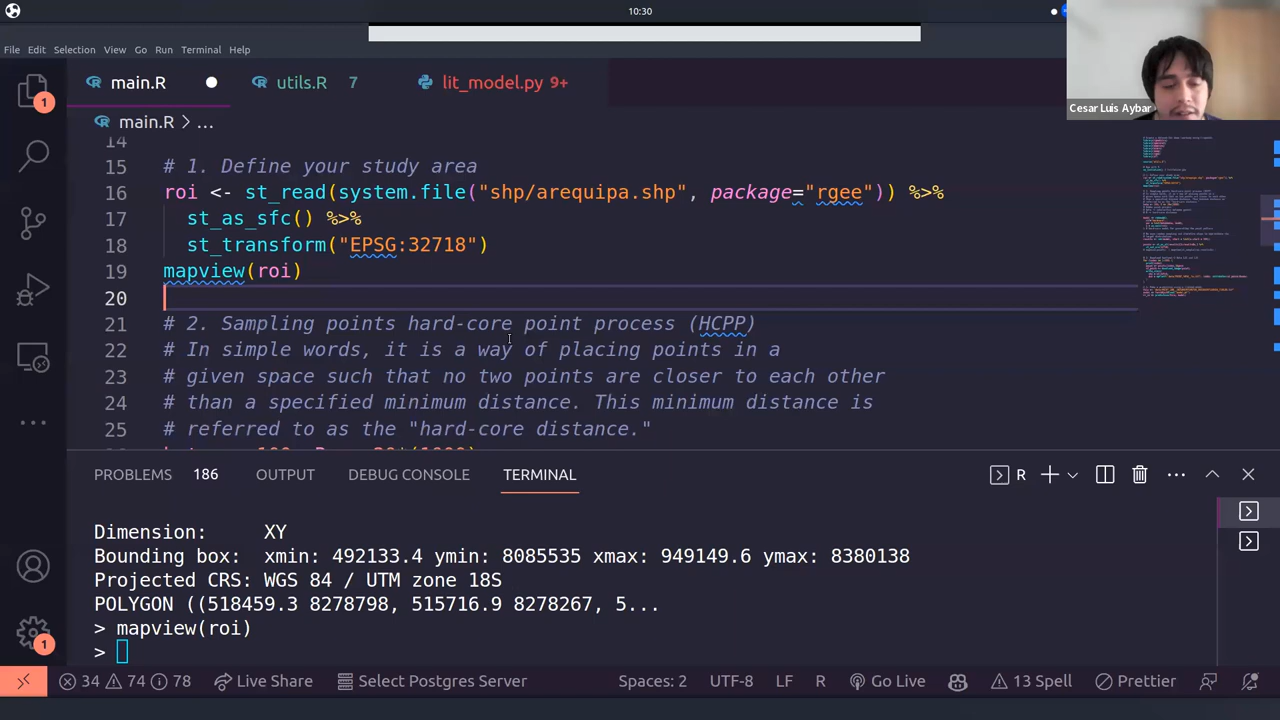 10:30
File Edit Selection View Go Run Terminal Help
main.R utils.R 7 lit_model.py 9+
Cesar Luis Aybar
main.R > ...
14
15 # 1. Define your study area
16 roi <- st_read(system.file("shp/arequipa.shp", package="rgee")) %>%
17 st_as_sfc() %>%
18 st_transform("EPSG:32718")
19 mapview(roi)
20
21 # 2. Sampling points hard-core point process (HCPP)
22 # In simple words, it is a way of placing points in a
23 # given space such that no two points are closer to each other
24 # than a specified minimum distance. This minimum distance is
25 # referred to as the "hard-core distance."
PROBLEMS 186 OUTPUT DEBUG CONSOLE TERMINAL R
Dimension: XY
Bounding box: xmin: 492133.4 ymin: 8085535 xmax: 949149.6 ymax: 8380138
Projected CRS: WGS 84 / UTM zone 18S
POLYGON ((518459.3 8278798, 515716.9 8278267, 5...
> mapview(roi)
>
34 74 78 Live Share Select Postgres Server Spaces: 2 UTF-8 LF R Go Live 13 Spell Prettier
1
1